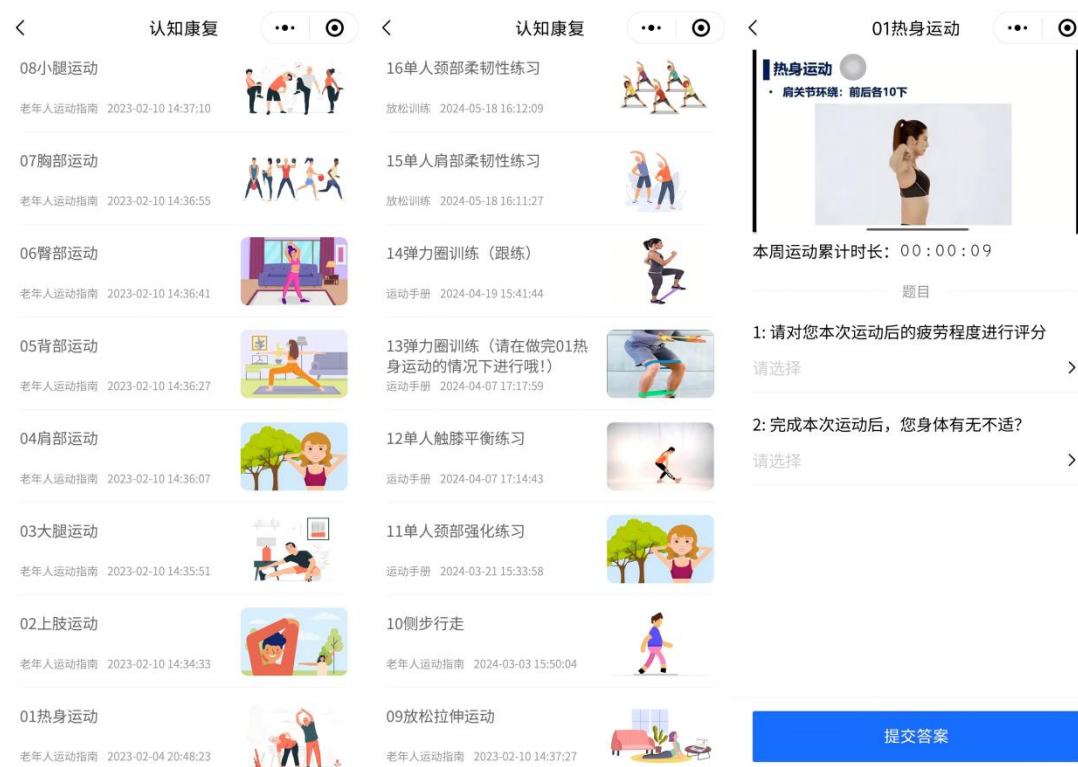 认知康复
08小腿运动
老年人运动指南 2023-02-10 14:37:10
07胸部运动
老年人运动指南 2023-02-10 14:36:55
06臀部运动
老年人运动指南 2023-02-10 14:36:41
05背部运动
老年人运动指南 2023-02-10 14:36:27
04肩部运动
老年人运动指南 2023-02-10 14:36:07
03大腿运动
老年人运动指南 2023-02-10 14:35:51
02上肢运动
老年人运动指南 2023-02-10 14:34:33
01热身运动
老年人运动指南 2023-02-04 20:48:23
认知康复
16单人颈部柔韧性练习
放松训练 2024-05-18 16:12:09
15单人肩部柔韧性练习
放松训练 2024-05-18 16:11:27
14弹力圈训练（跟练）
运动手册 2024-04-19 15:41:44
13弹力圈训练（请在做完01热
身运动的情况下进行哦！）
运动手册 2024-04-07 17:17:59
12单人触膝平衡练习
运动手册 2024-04-07 17:14:43
11单人颈部强化练习
运动手册 2024-03-21 15:33:58
10侧步行走
老年人运动指南 2024-03-03 15:50:04
09放松拉伸运动
老年人运动指南 2023-02-10 14:37:27
01热身运动
热身运动
• 肩关节环绕：前后各10下
本周运动累计时长：00:00:09
题目
1: 请对您本次运动后的疲劳程度进行评分
请选择
2: 完成本次运动后，您身体有无不适？
请选择
提交答案